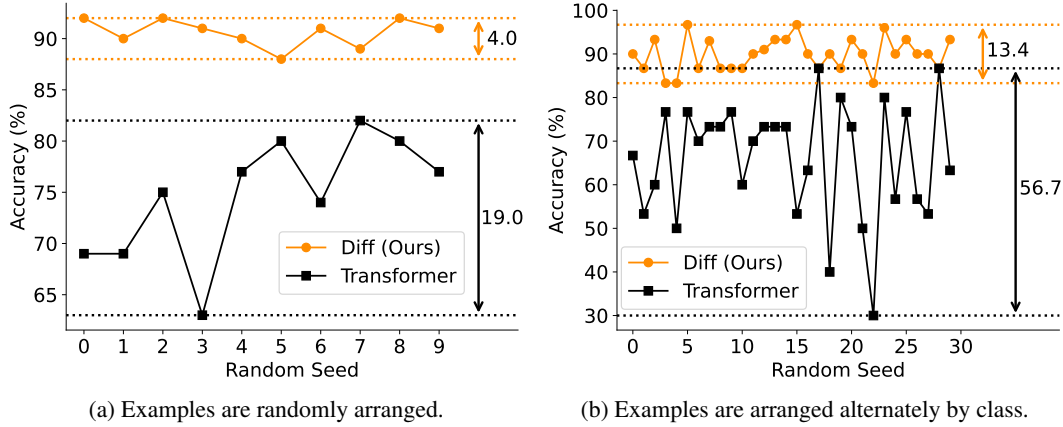 90
85
80
75
70
65
Accuracy (%)
4.0
19.0
Diff (Ours)
Transformer
0 1 2 3 4 5 6 7 8 9
Random Seed
(a) Examples are randomly arranged.
100
90
80
70
60
50
40
30
Accuracy (%)
13.4
56.7
Diff (Ours)
Transformer
0 5 10 15 20 25 30
Random Seed
(b) Examples are arranged alternately by class.